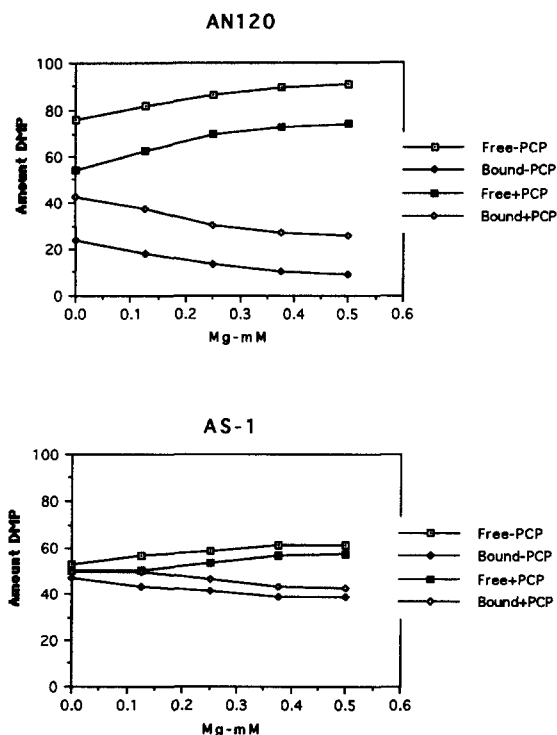 AN120
100
80
60
40
20
0
Amount DMP
0.0 0.1 0.2 0.3 0.4 0.5 0.6
Mg-mM
Free-PCP
Bound-PCP
Free+PCP
Bound+PCP
AS-1
100
80
60
40
20
0
Amount DMP
0.0 0.1 0.2 0.3 0.4 0.5 0.6
Mg-mM
Free-PCP
Bound-PCP
Free+PCP
Bound+PCP